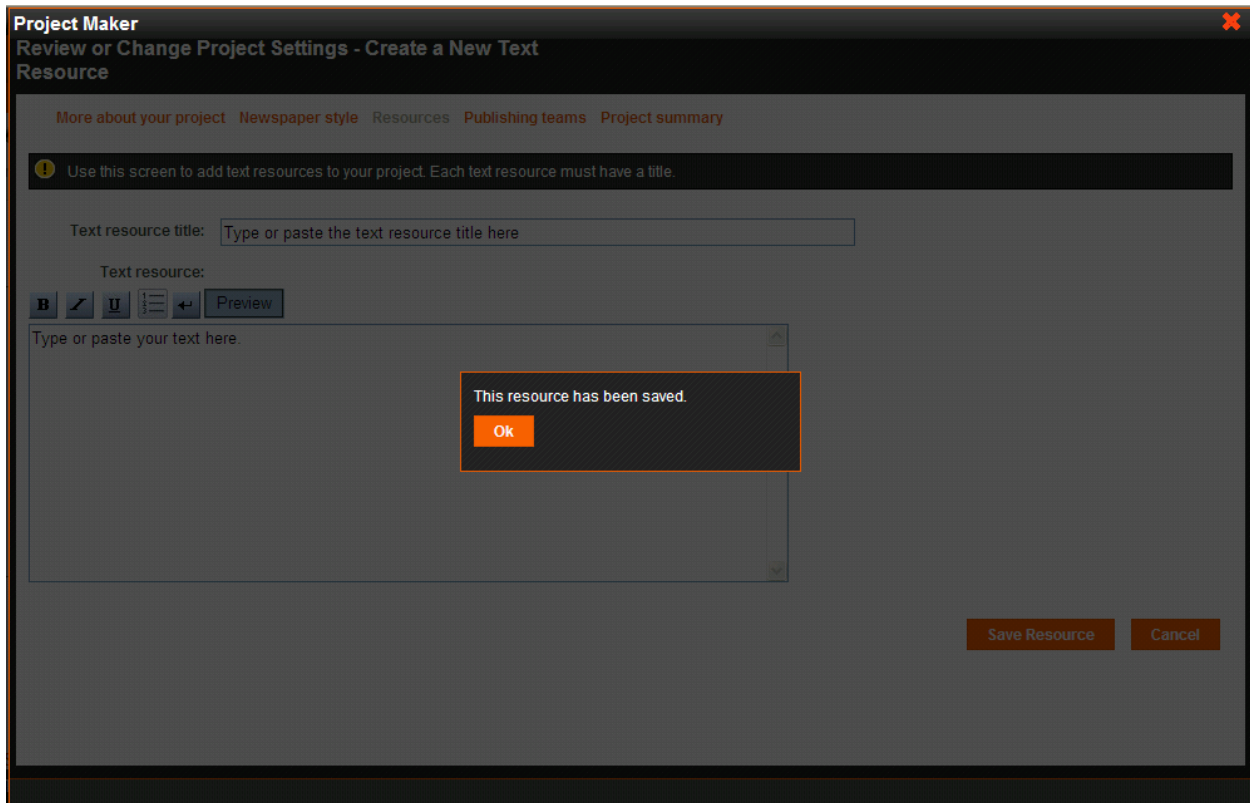 Project Maker
Review or Change Project Settings - Create a New Text
Resource
More about your project Newspaper style Resources Publishing teams Project summary
Use this screen to add text resources to your project. Each text resource must have a title.
Text resource title: Type or paste the text resource title here
Text resource:
B I U Preview
Type or paste your text here.
This resource has been saved.
Ok
Save Resource Cancel